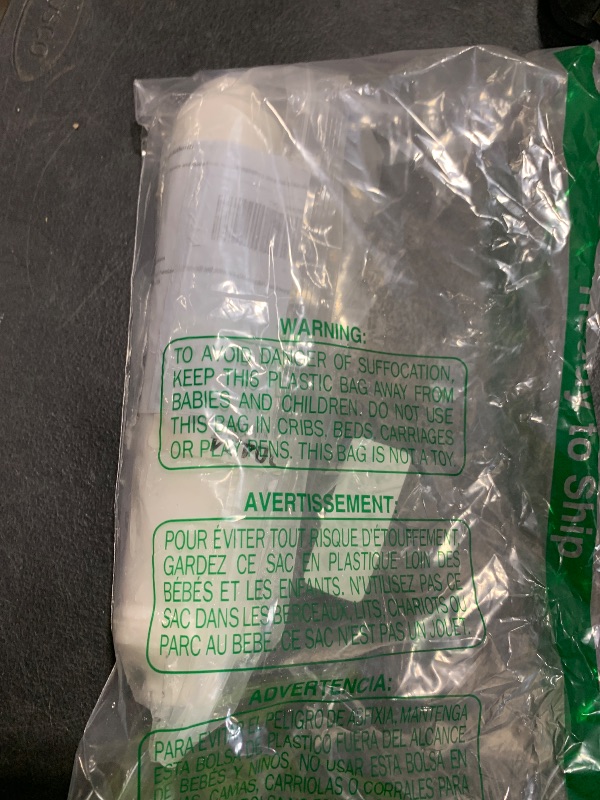 WARNING:
TO AVOID DANGER OF SUFFOCATION,
KEEP THIS PLASTIC BAG AWAY FROM
BABIES AND CHILDREN. DO NOT USE
THIS BAG IN CRIBS, BEDS, CARRIAGES
OR PLAYPENS. THIS BAG IS NOT A TOY.
AVERTISSEMENT:
POUR ÉVITER TOUT RISQUE D'ÉTOUFFEMENT,
GARDEZ CE SAC EN PLASTIQUE LOIN DES
BÉBÉS ET LES ENFANTS. N'UTILISEZ PAS CE
SAC DANS LES BERCEAUX, LITS, CHARIOTS OU
PARC AU BEBE. CE SAC N'EST PAS UN JOUET.
ADVERTENCIA:
PARA EVITAR EL PELIGRO DE ASFIXIA, MANTENGA
ESTA BOLSA DE PLASTICO FUERA DEL ALCANCE
DE BEBÉS Y NIÑOS, NO USAR ESTA BOLSA EN
CAMAS, CARRIOLAS O CORRALES PARA
to Ship